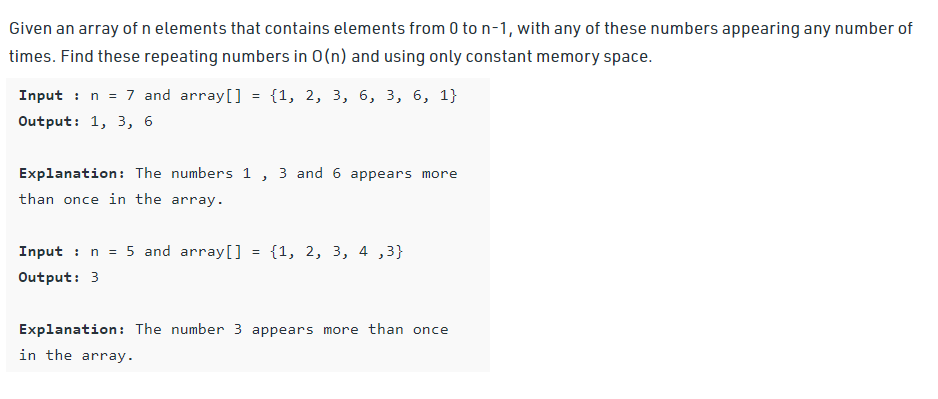 Given an array of n elements that contains elements from 0 to n-1, with any of these numbers appearing any number of
times. Find these repeating numbers in O(n) and using only constant memory space.
Input : n = 7 and array[] = {1, 2, 3, 6, 3, 6, 1}
Output: 1, 3, 6
Explanation: The numbers 1 , 3 and 6 appears more
than once in the array.
Input : n = 5 and array[] = {1, 2, 3, 4 ,3}
Output: 3
Explanation: The number 3 appears more than once
in the array.